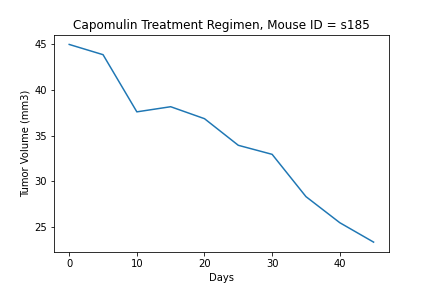 Capomulin Treatment Regimen, Mouse ID = s185
45
40
35
30
25
Tumor Volume (mm3)
0 10 20 30 40
Days